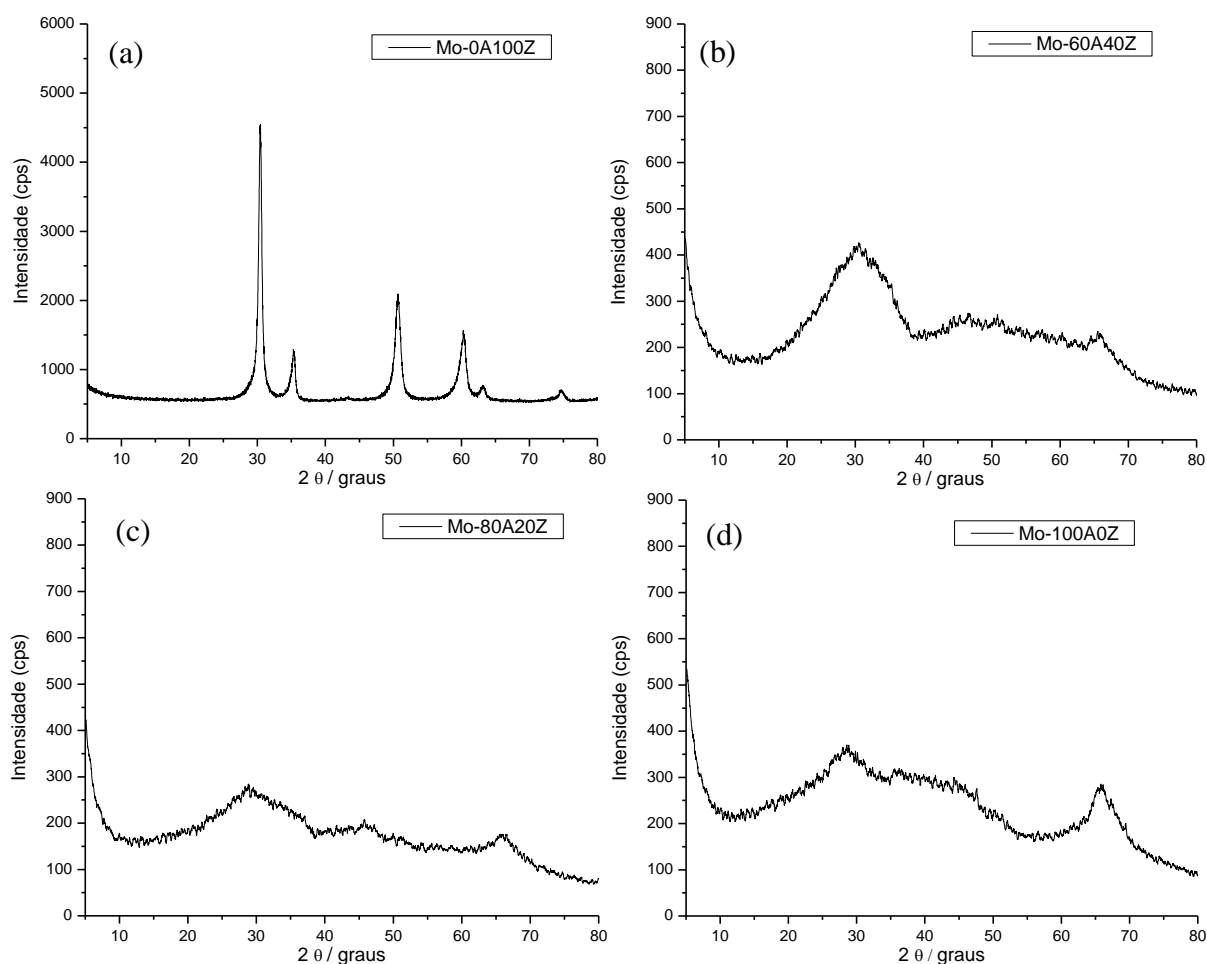 (a)
Mo-0A100Z
Intensidade (cps)
6000
5000
4000
3000
2000
1000
0
10 20 30 40 50 60 70 80
2 θ / graus
(b)
Mo-60A40Z
Intensidade (cps)
900
800
700
600
500
400
300
200
100
0
10 20 30 40 50 60 70 80
2 θ / graus
(c)
Mo-80A20Z
Intensidade (cps)
900
800
700
600
500
400
300
200
100
0
10 20 30 40 50 60 70 80
2 θ / graus
(d)
Mo-100A0Z
Intensidade (cps)
900
800
700
600
500
400
300
200
100
0
10 20 30 40 50 60 70 80
2 θ / graus